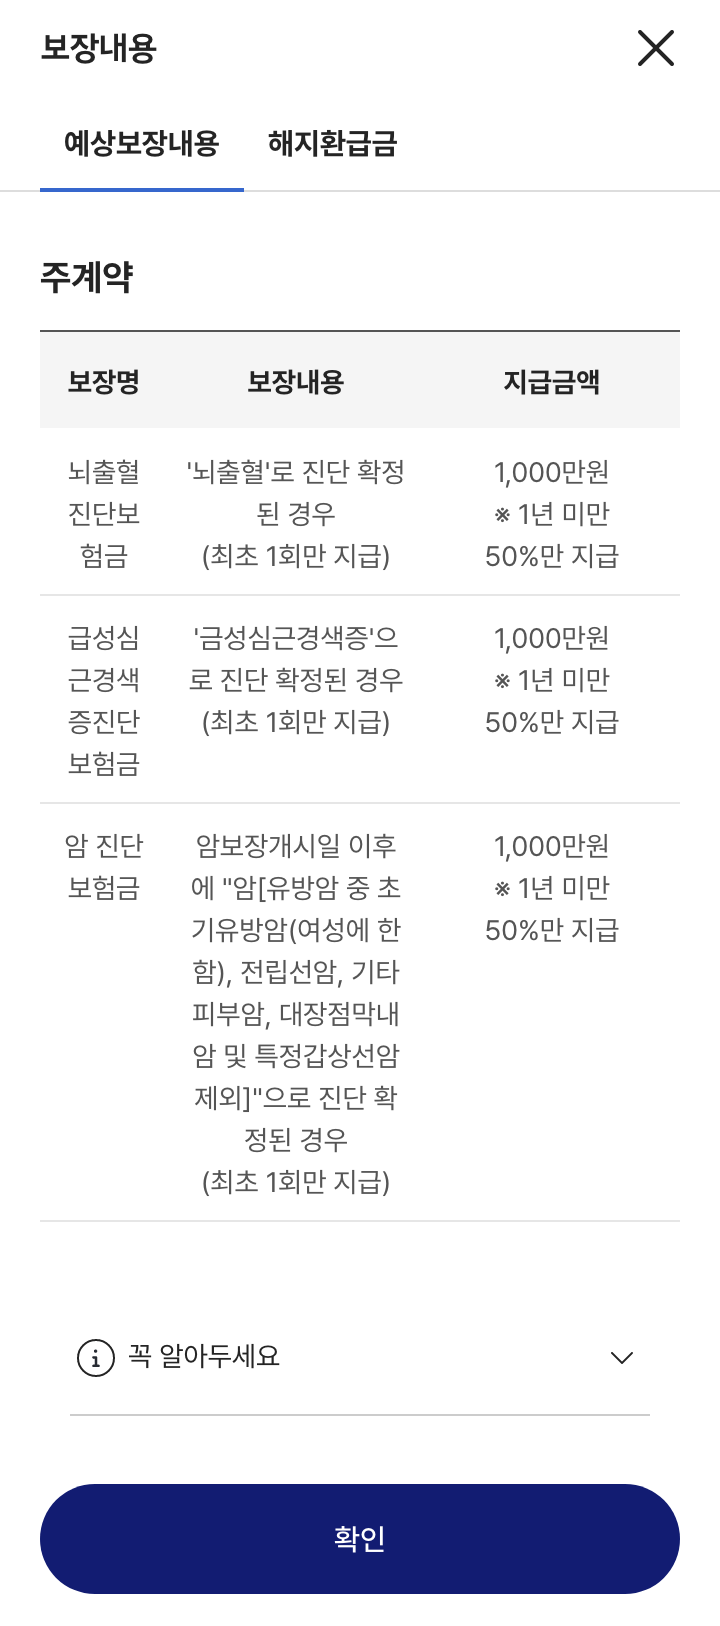 보장내용
예상보장내용 해지환급금
주계약
보장명 보장내용 지급금액
뇌출혈
진단보
험금
'뇌출혈'로 진단 확정
된 경우
(최초 1회만 지급)
1,000만원
※ 1년 미만
50%만 지급
급성심
근경색
증진단
보험금
'금성심근경색증'으
로 진단 확정된 경우
(최초 1회만 지급)
1,000만원
※ 1년 미만
50%만 지급
암 진단
보험금
암보장개시일 이후
에 "암[유방암 중 초
기유방암(여성에 한
함), 전립선암, 기타
피부암, 대장점막내
암 및 특정갑상선암
제외]"으로 진단 확
정된 경우
(최초 1회만 지급)
1,000만원
※ 1년 미만
50%만 지급
꼭 알아두세요
확인